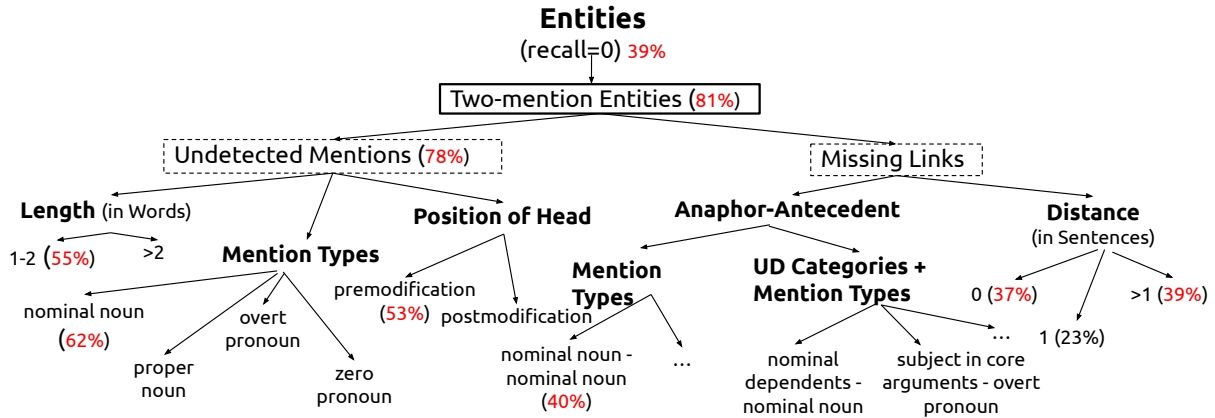 Entities
(recall=0) 39%
Two-mention Entities (81%)
Undetected Mentions (78%)
Missing Links
Length (in Words)
1-2 (55%)
>2
Mention Types
nominal noun
(62%)
proper
noun
overt
pronoun
zero
pronoun
Position of Head
premodification
(53%)
postmodification
Anaphor-Antecedent
Mention
Types
nominal noun -
nominal noun
(40%)
...
UD Categories +
Mention Types
nominal
dependents -
nominal noun
subject in core
arguments - overt
pronoun
...
Distance
(in Sentences)
0 (37%)
1 (23%)
>1 (39%)